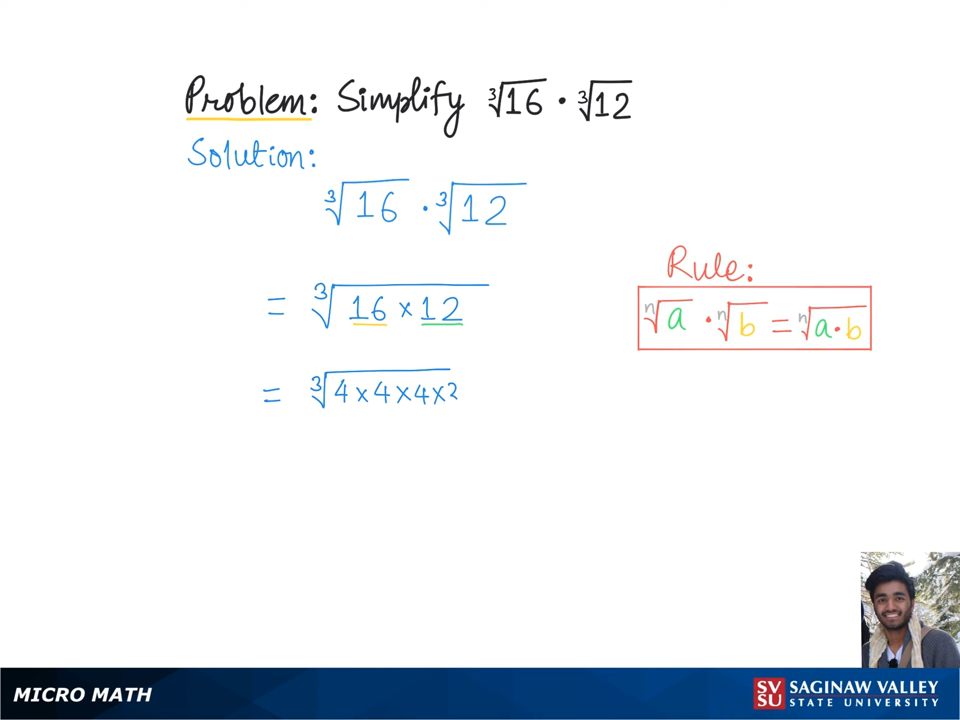 Problem: Simplify ∛16 · ∛12
Solution:
∛16 · ∛12
= ∛16 × 12
Rule:
ⁿ√a · ⁿ√b = ⁿ√a · b
= ∛4 × 4 × 4 × 2
MICRO MATH
SVSU SAGINAW VALLEY
STATE UNIVERSITY